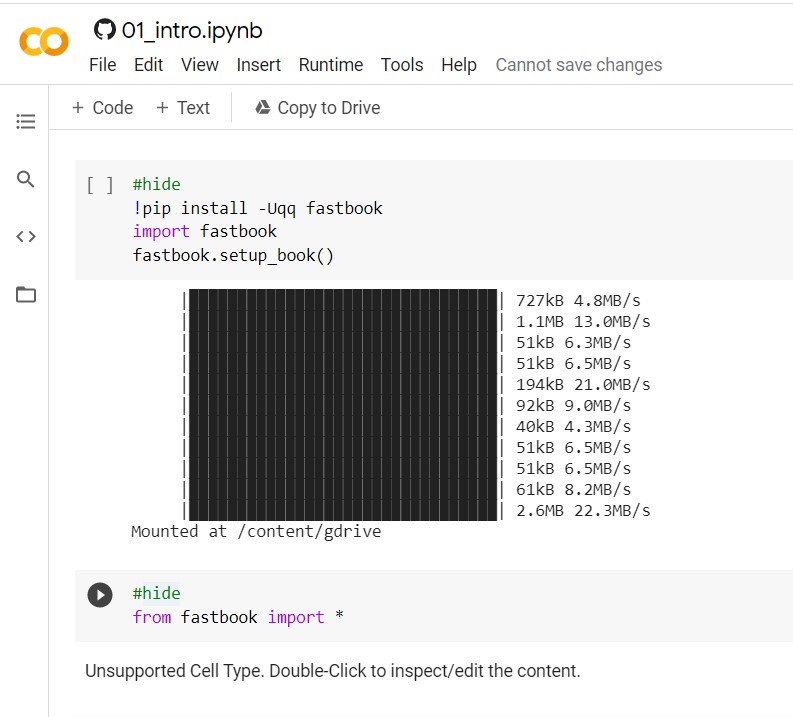 01_intro.ipynb
File Edit View Insert Runtime Tools Help Cannot save changes
+ Code + Text Copy to Drive
[ ] #hide
!pip install -Uqq fastbook
import fastbook
fastbook.setup_book()
| 727kB 4.8MB/s
| 1.1MB 13.0MB/s
| 51kB 6.3MB/s
| 51kB 6.5MB/s
| 194kB 21.0MB/s
| 92kB 9.0MB/s
| 40kB 4.3MB/s
| 51kB 6.5MB/s
| 51kB 6.5MB/s
| 61kB 8.2MB/s
| 2.6MB 22.3MB/s
Mounted at /content/gdrive
#hide
from fastbook import *
Unsupported Cell Type. Double-Click to inspect/edit the content.